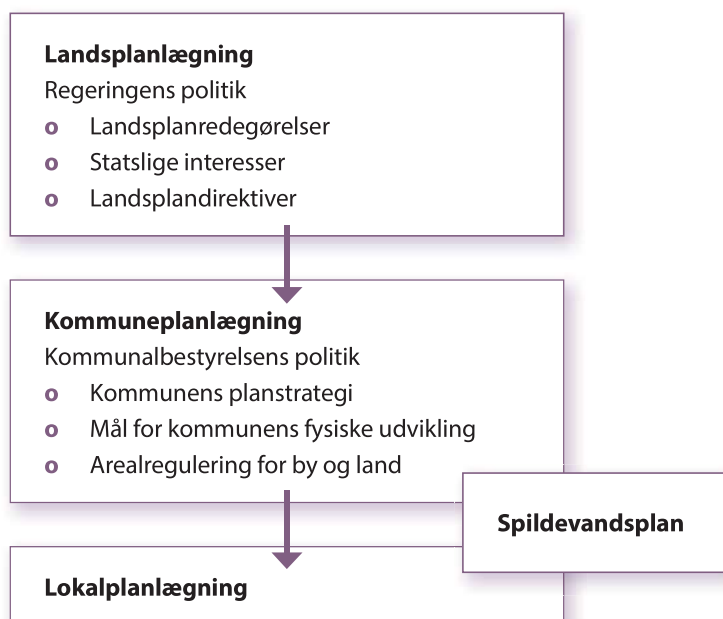 Landsplanlægning
Regeringens politik
o Landsplanredegørelser
o Statslige interesser
o Landsplandirektiver
Kommuneplanlægning
Kommunalbestyrelsens politik
o Kommunens planstrategi
o Mål for kommunens fysiske udvikling
o Arealregulering for by og land
Spildevandsplan
Lokalplanlægning